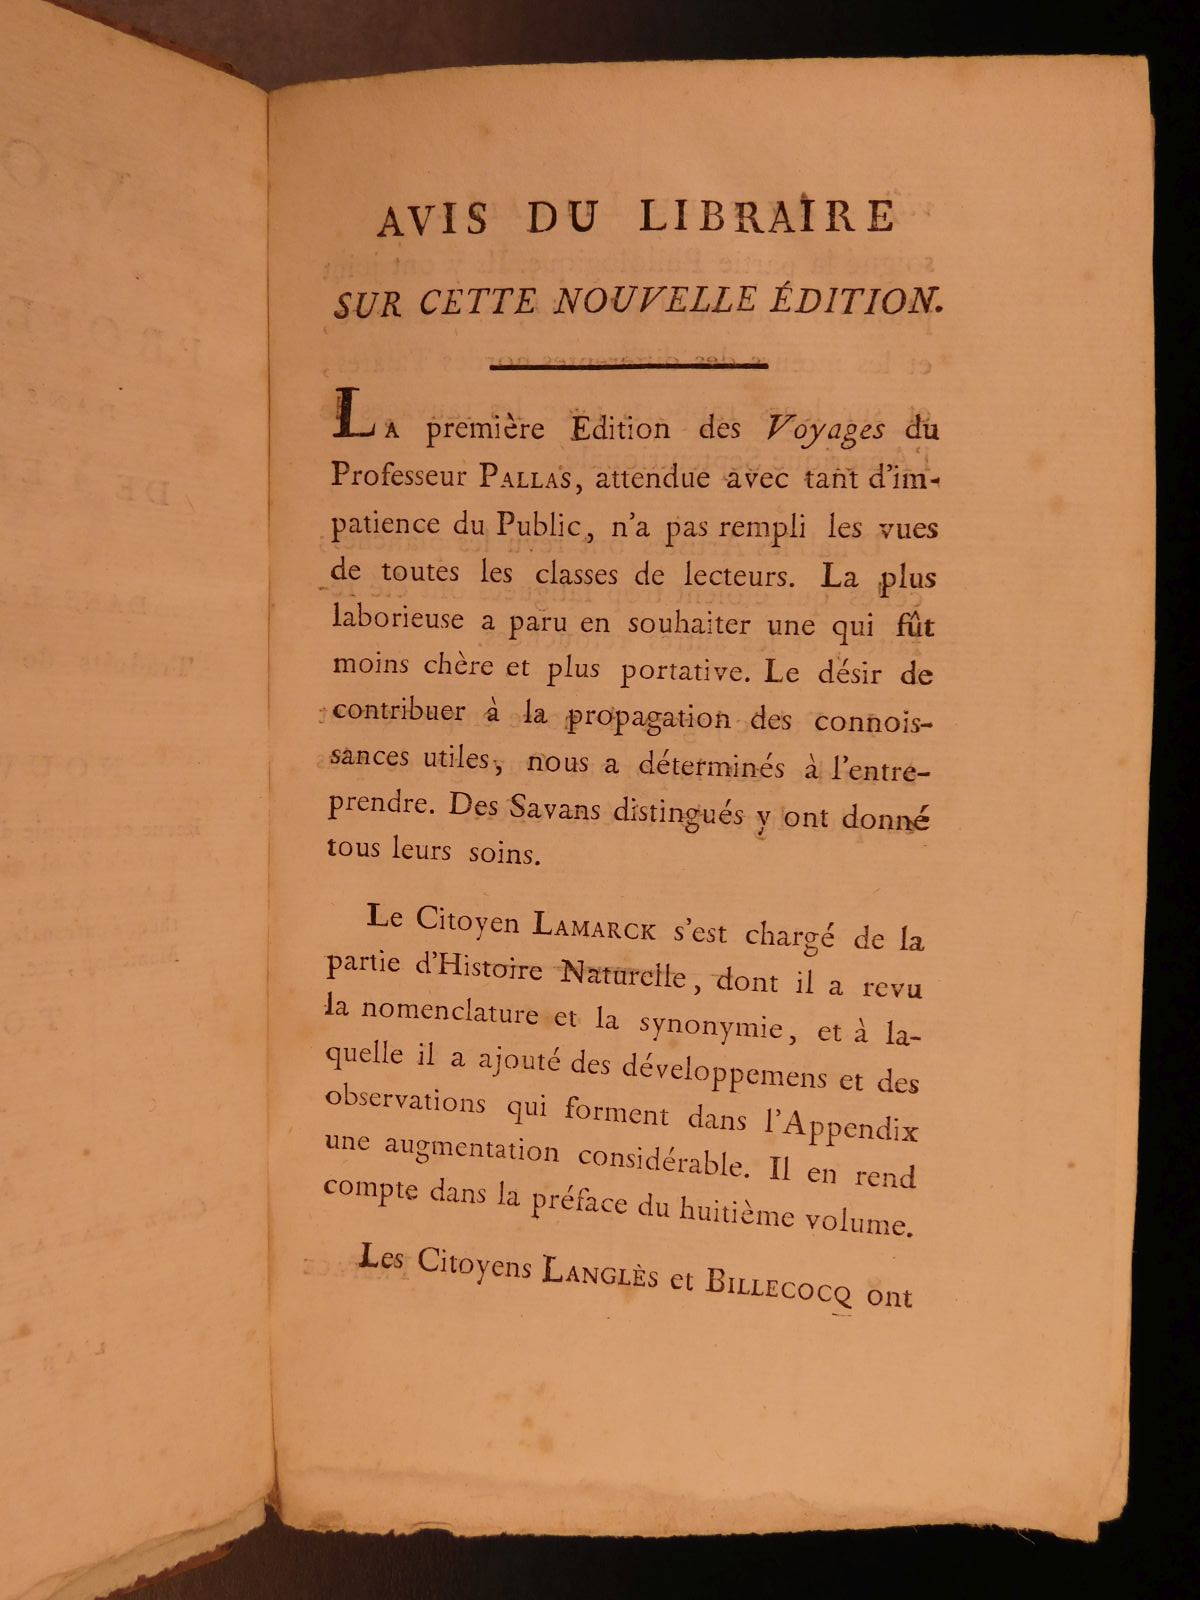 AVIS DU LIBRAIRE
SUR CETTE NOUVELLE ÉDITION.
LA première Edition des Voyages du
Professeur PALLAS, attendue avec tant d'im-
patience du Public, n'a pas rempli les vues
de toutes les classes de lecteurs. La plus
laborieuse a paru en souhaiter une qui fût
moins chère et plus portative. Le désir de
contribuer à la propagation des connois-
sances utiles, nous a déterminés à l'entre-
prendre. Des Savans distingués y ont donné
tous leurs soins.
Le Citoyen LAMARCK s'est chargé de la
partie d'Histoire Naturelle, dont il a revu
la nomenclature et la synonymie, et à la-
quelle il a ajouté des développemens et des
observations qui forment dans l'Appendix
une augmentation considérable. Il en rend
compte dans la préface du huitième volume.
Les Citoyens LANGLÈS et BILLECOCQ ont